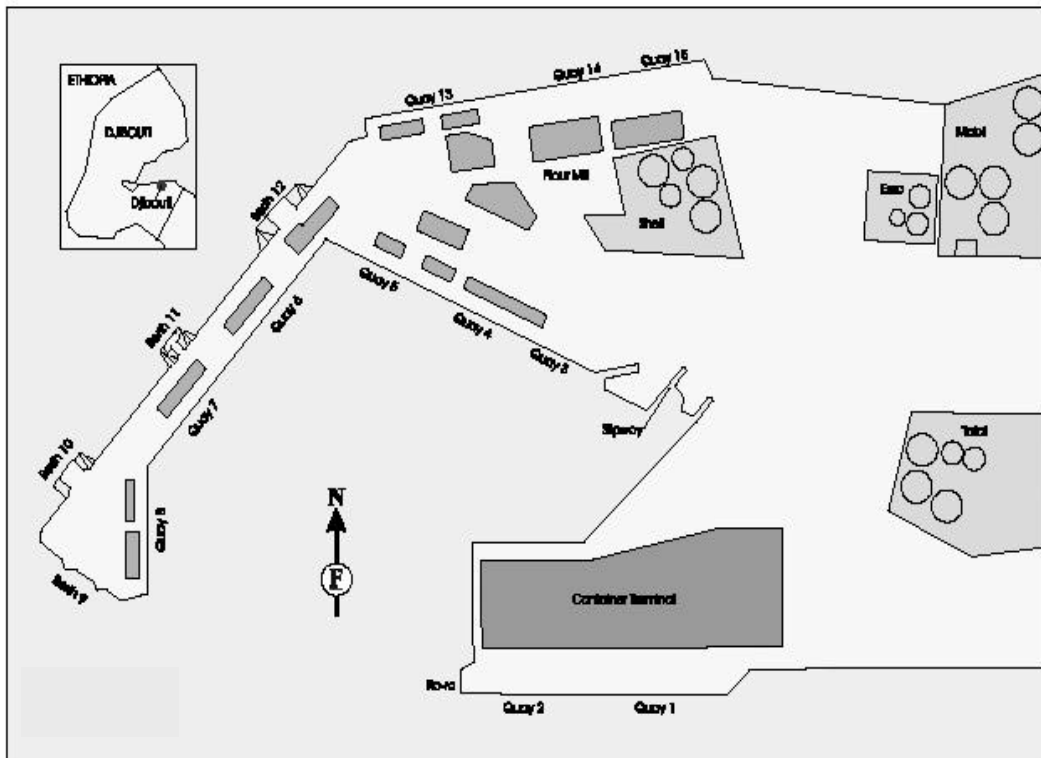 ETHIOPIA
DJIBOUTI
Djibouti
Quay 13
Quay 14
Quay 15
Mobil
Esso
Flour Mill
Shell
Berth 12
Quay 5
Quay 6
Quay 4
Berth 11
Quay 3
Quay 7
Slipway
Total
Berth 10
Quay 8
N
F
Berth 9
Container Terminal
Ro-ro
Quay 2
Quay 1